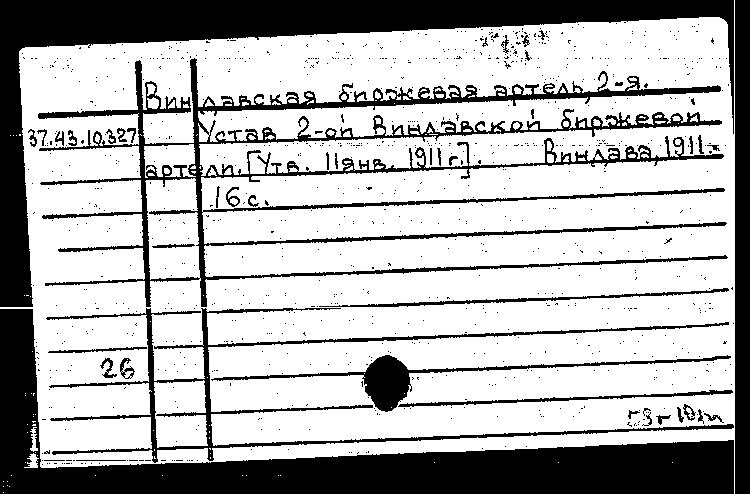 Виндавская биржевая артель, 2-я.
37.43.10.327 Устав 2-ой Виндавской биржевой
артели. [Утв. 11 янв. 1911 г.]. Виндава, 1911.
16 с.
26